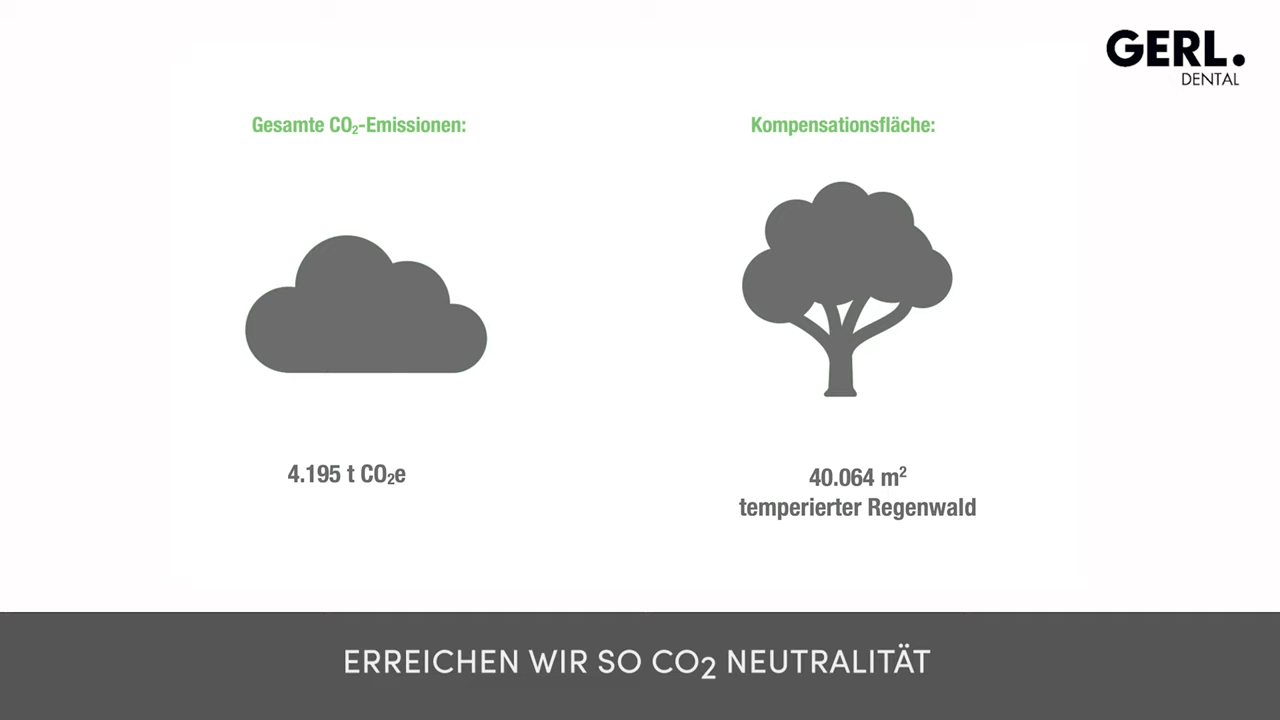 GERL.
DENTAL
Gesamte CO₂-Emissionen:
Kompensationsfläche:
4.195 t CO₂e
40.064 m²
temperierter Regenwald
ERREICHEN WIR SO CO2 NEUTRALITÄT